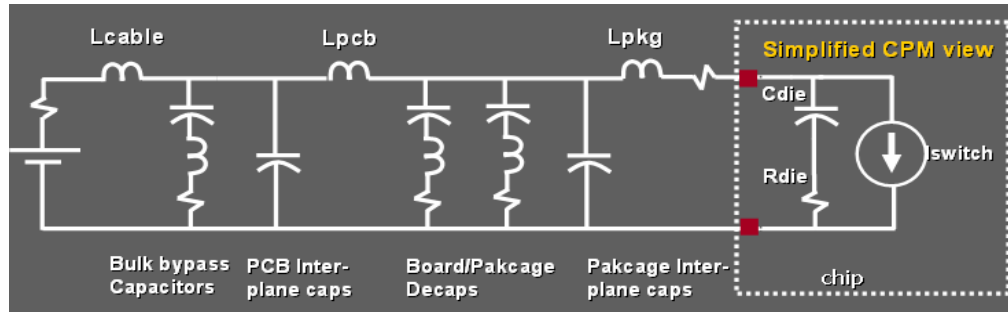 Lcable
Lpcb
Lpkg
Simplified CPM view
Cdie
Iswitch
Rdie
Bulk bypass
Capacitors
PCB Inter-
plane caps
Board/Pakcage
Decaps
Pakcage Inter-
plane caps
chip